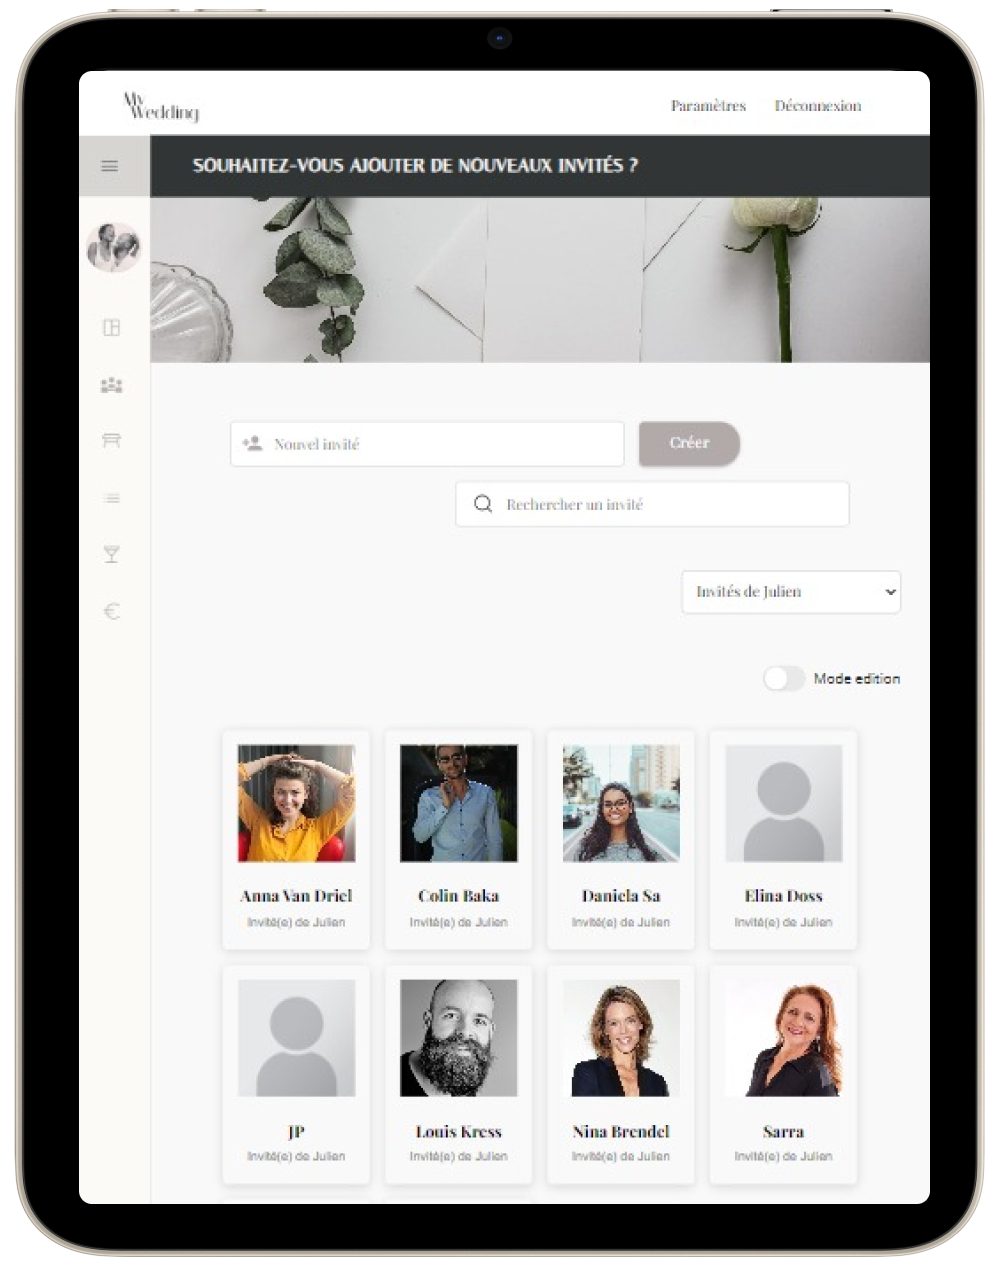 My
Wedding
Paramètres
Déconnexion
SOUHAITEZ-VOUS AJOUTER DE NOUVEAUX INVITÉS ?
Nouvel invité
Créer
Rechercher un invité
Invités de Julien
Mode edition
Anna Van Driel
Invité(e) de Julien
Colin Baka
Invité(e) de Julien
Daniela Sa
Invité(e) de Julien
Elina Doss
Invité(e) de Julien
JP
Invité(e) de Julien
Louis Kress
Invité(e) de Julien
Nina Brendel
Invité(e) de Julien
Sarra
Invité(e) de Julien